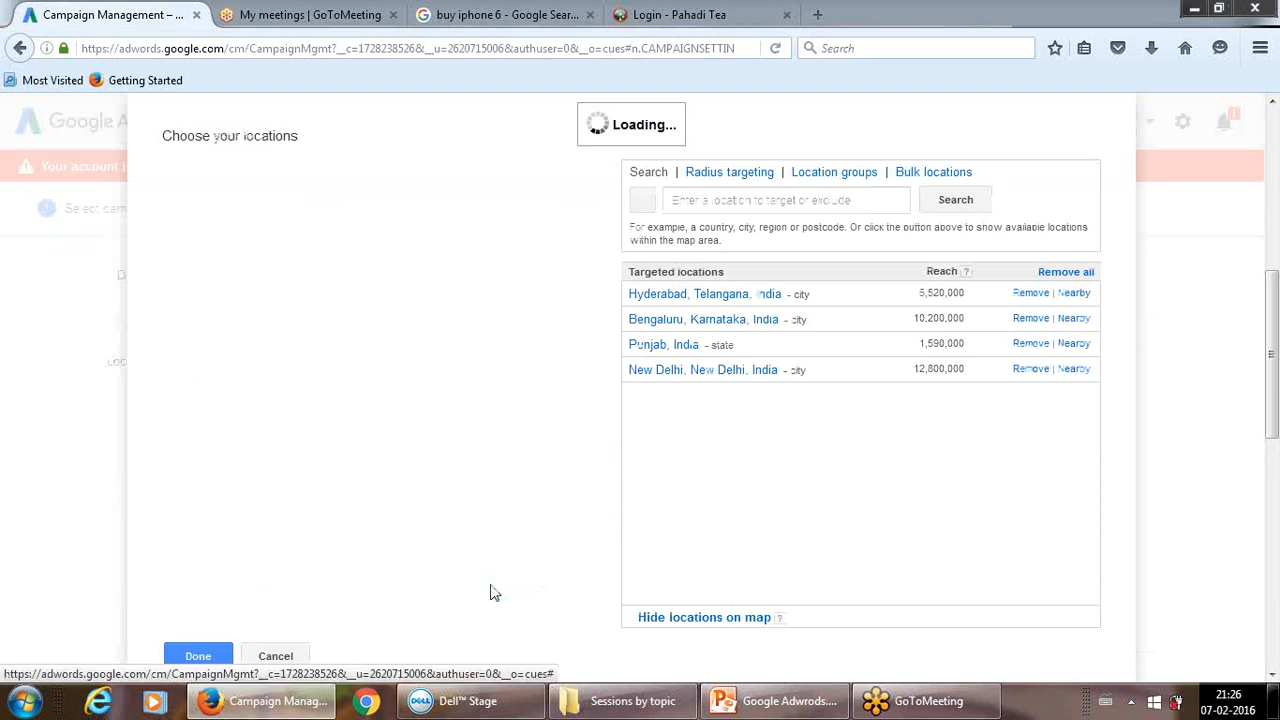 Campaign Management – ...
My meetings | GoToMeeting
buy iphone 6 - Google Sear...
Login - Pahadi Tea
https://adwords.google.com/cm/CampaignMgmt?__c=1728238526&__u=2620715006&authuser=0&__o=cues#n.CAMPAIGNSETTIN
Search
Most Visited
Getting Started
Google A
Choose your locations
Loading...
Your account i
Search | Radius targeting | Location groups | Bulk locations
Enter a location to target or exclude
Search
Select cam
For example, a country, city, region or postcode. Or click the button above to show available locations
within the map area.
Targeted locations Reach ? Remove all
Hyderabad, Telangana, India - city 5,520,000 Remove | Nearby
Bengaluru, Karnataka, India - city 10,200,000 Remove | Nearby
Punjab, India - state 1,590,000 Remove | Nearby
New Delhi, New Delhi, India - city 12,800,000 Remove | Nearby
Hide locations on map ?
Done
Cancel
https://adwords.google.com/cm/CampaignMgmt?__c=1728238526&__u=2620715006&authuser=0&__o=cues#
Campaign Manag...
Dell™ Stage
Sessions by topic
Google Adwrods....
GoToMeeting
21:26
07-02-2016